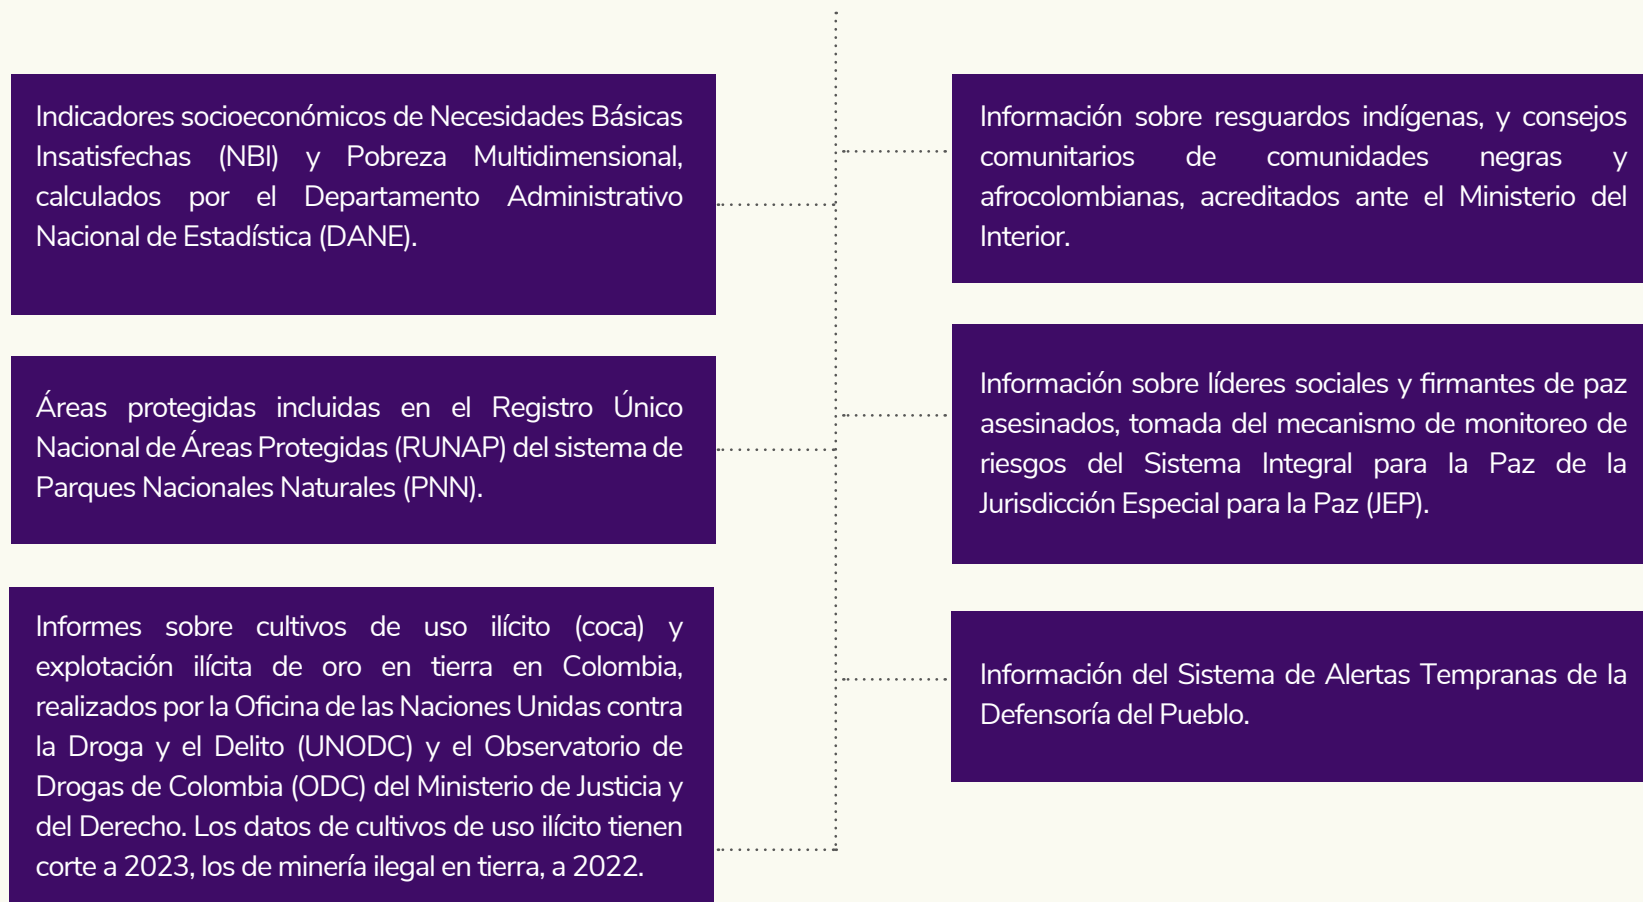 Indicadores socioeconómicos de Necesidades Básicas
Insatisfechas (NBI) y Pobreza Multidimensional,
calculados por el Departamento Administrativo
Nacional de Estadística (DANE).
Áreas protegidas incluidas en el Registro Único
Nacional de Áreas Protegidas (RUNAP) del sistema de
Parques Nacionales Naturales (PNN).
Informes sobre cultivos de uso ilícito (coca) y
explotación ilícita de oro en tierra en Colombia,
realizados por la Oficina de las Naciones Unidas contra
la Droga y el Delito (UNODC) y el Observatorio de
Drogas de Colombia (ODC) del Ministerio de Justicia y
del Derecho. Los datos de cultivos de uso ilícito tienen
corte a 2023, los de minería ilegal en tierra, a 2022.
Información sobre resguardos indígenas, y consejos
comunitarios de comunidades negras y
afrocolombianas, acreditados ante el Ministerio del
Interior.
Información sobre líderes sociales y firmantes de paz
asesinados, tomada del mecanismo de monitoreo de
riesgos del Sistema Integral para la Paz de la
Jurisdicción Especial para la Paz (JEP).
Información del Sistema de Alertas Tempranas de la
Defensoría del Pueblo.